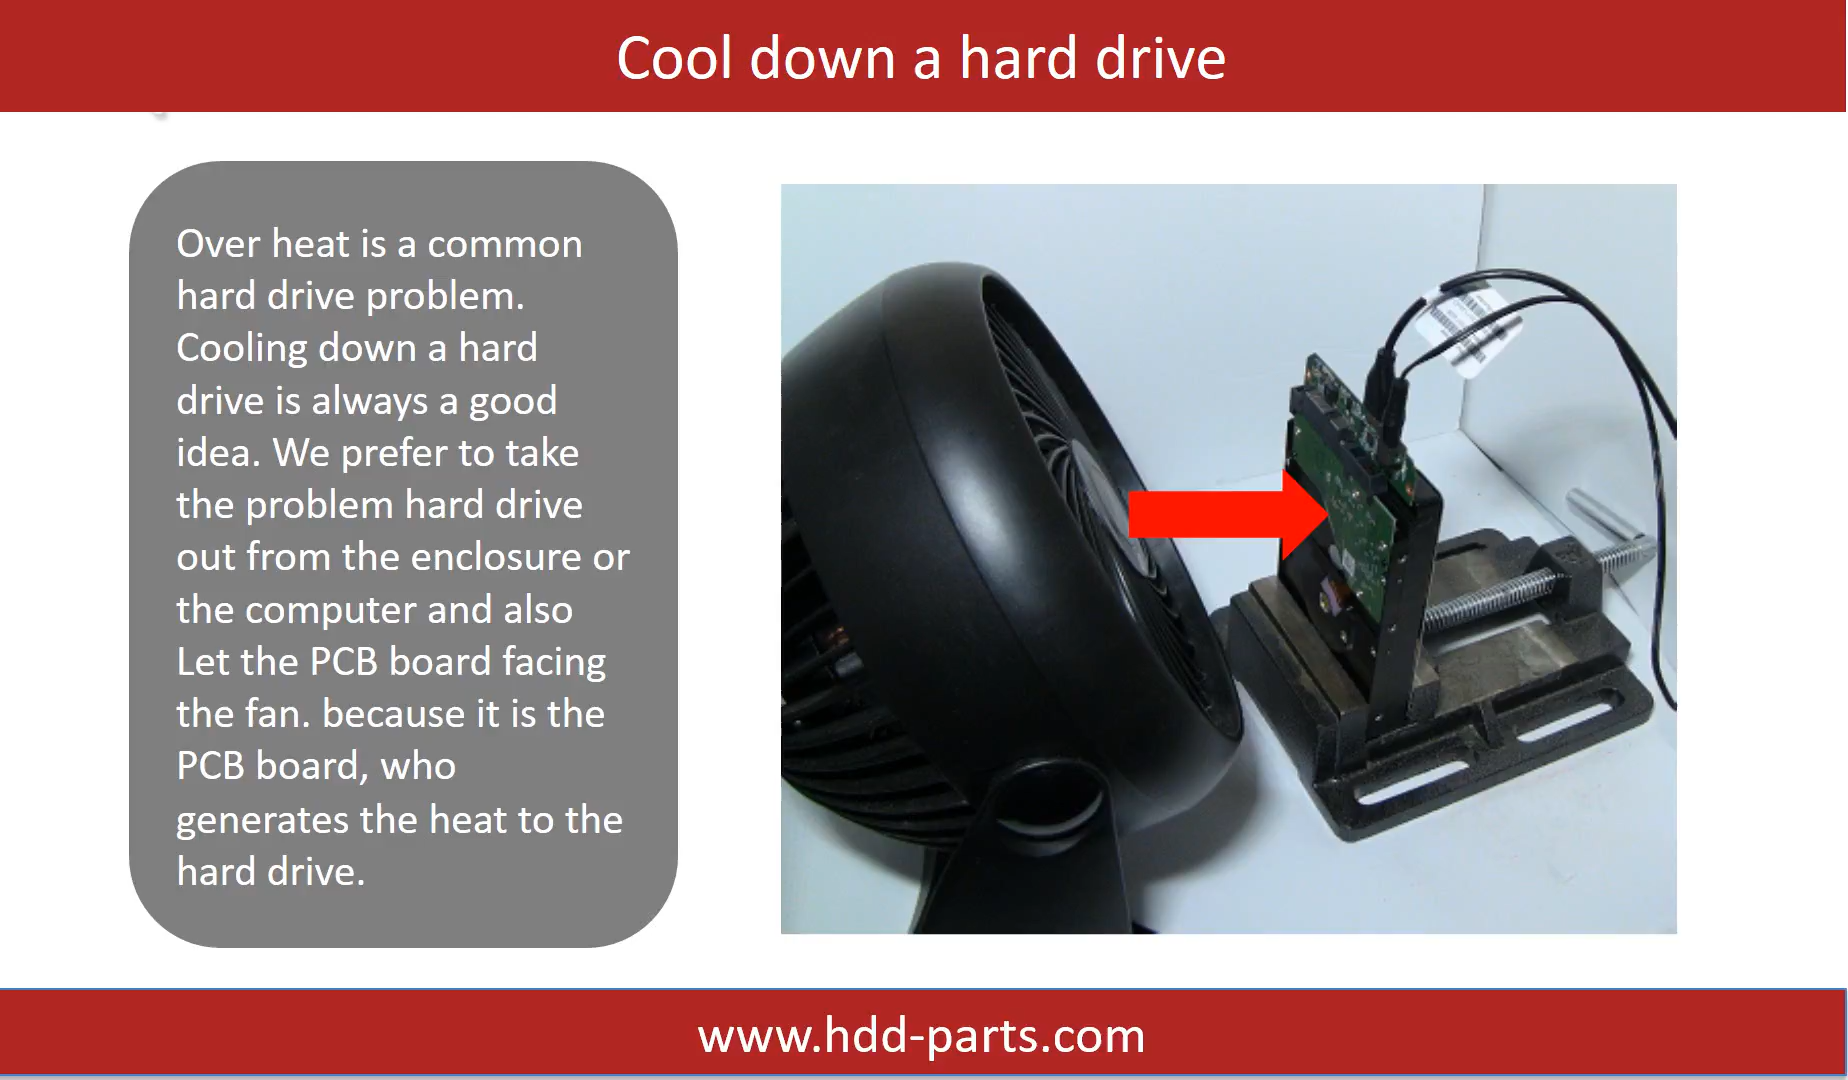 Cool down a hard drive
Over heat is a common
hard drive problem.
Cooling down a hard
drive is always a good
idea. We prefer to take
the problem hard drive
out from the enclosure or
the computer and also
Let the PCB board facing
the fan. because it is the
PCB board, who
generates the heat to the
hard drive.
www.hdd-parts.com